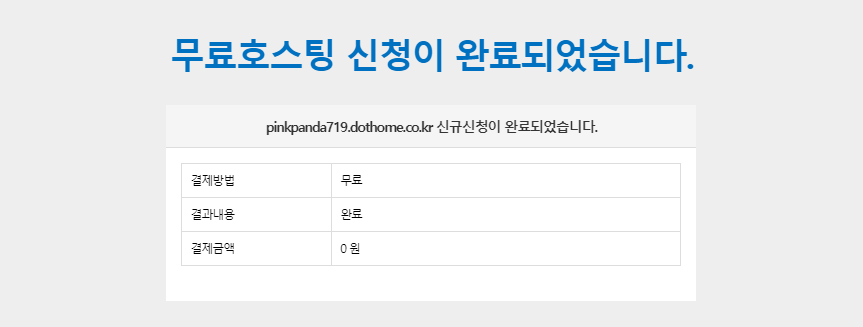 무료호스팅 신청이 완료되었습니다.
pinkpanda719.dothome.co.kr 신규신청이 완료되었습니다.
결제방법 무료
결과내용 완료
결제금액 0 원